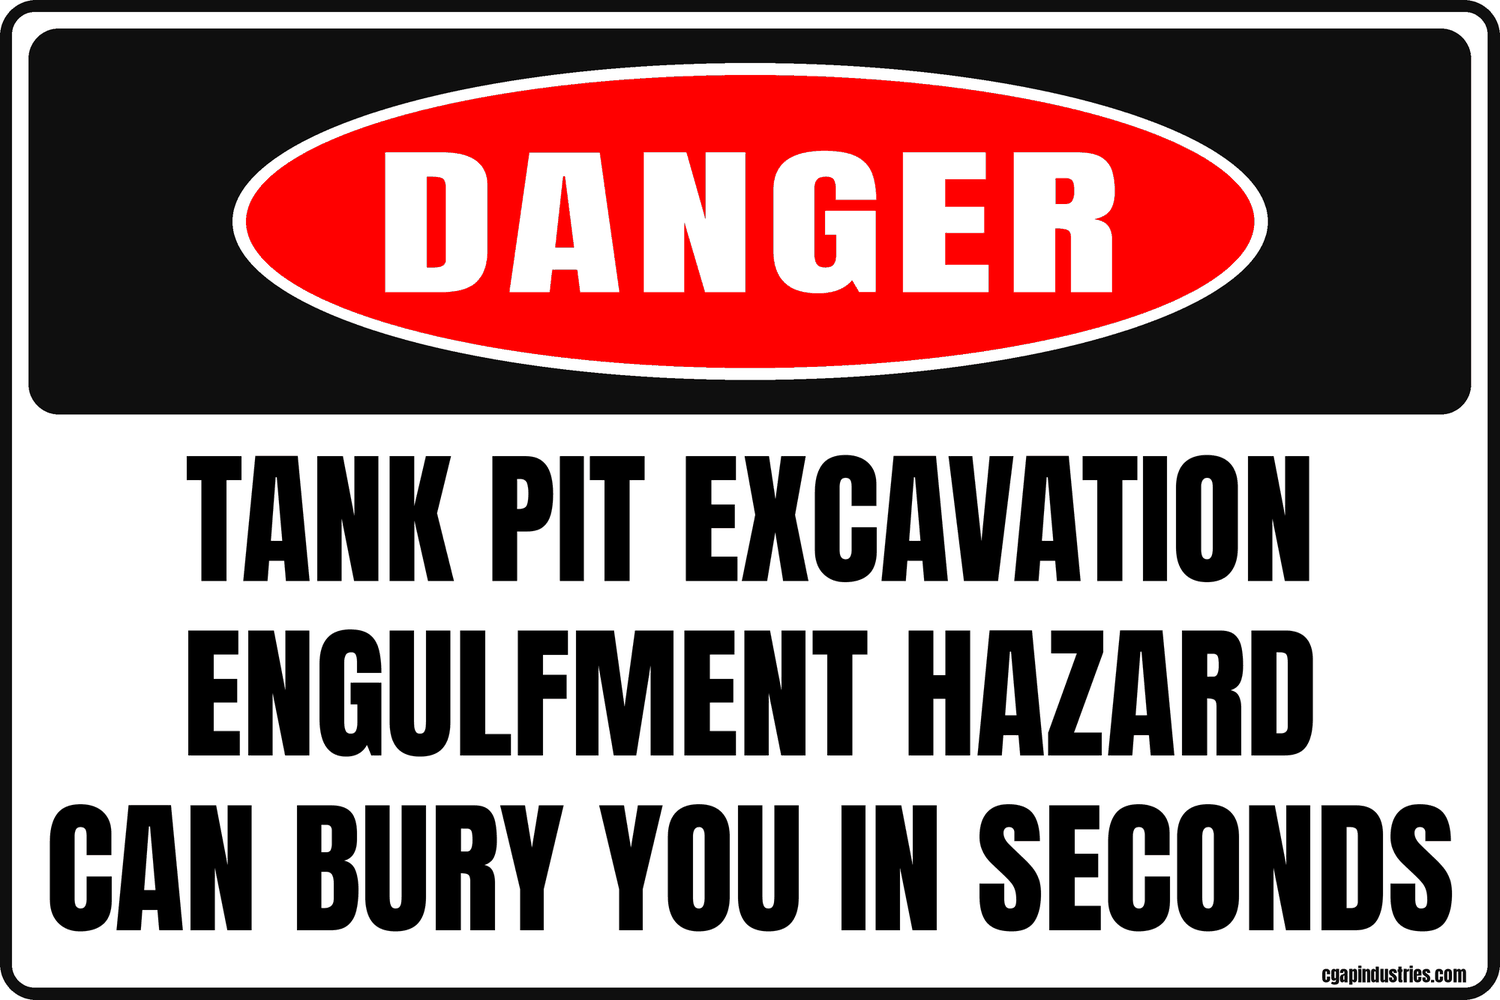 DANGER
TANK PIT EXCAVATION
ENGULFMENT HAZARD
CAN BURY YOU IN SECONDS
cgapindustries.com